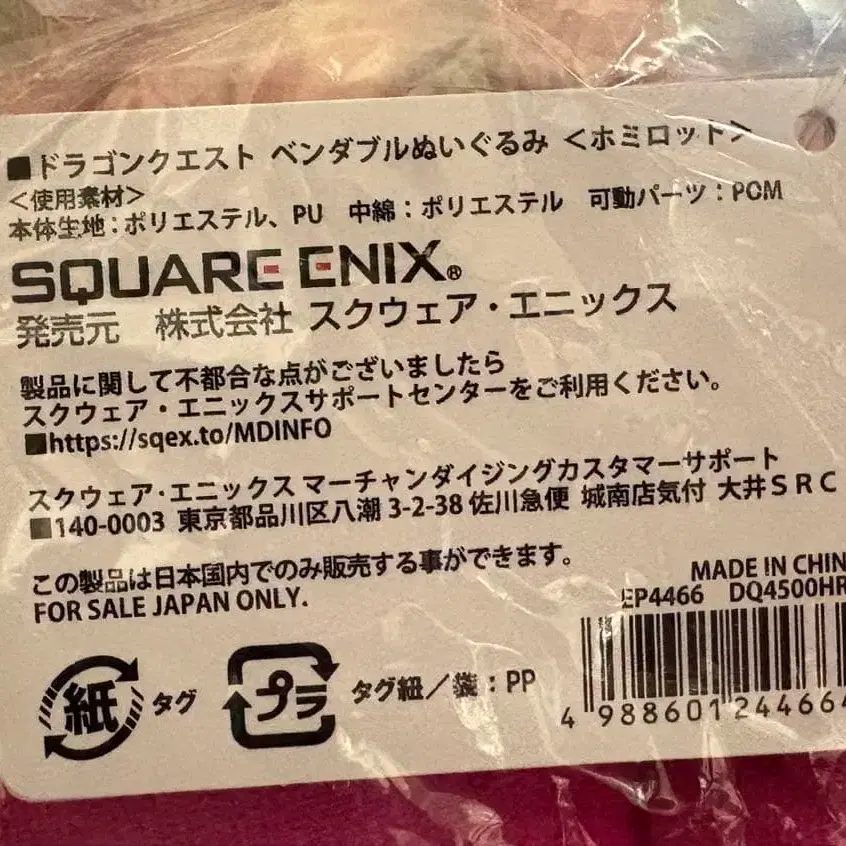 ■ドラゴンクエスト ベンダブルぬいぐるみ <ホミロット>
<使用素材>
本体生地:ポリエステル、PU 中綿:ポリエステル 可動パーツ:POM
SQUARE ENIX®
発売元 株式会社 スクウェア・エニックス
製品に関して不都合な点がございましたら
スクウェア・エニックスサポートセンターをご利用ください。
■https://sqex.to/MDINFO
スクウェア・エニックス マーチャンダイジングカスタマーサポート
■140-0003 東京都品川区八潮 3-2-38 佐川急便 城南店気付 大井SRC
この製品は日本国内でのみ販売する事ができます。
FOR SALE JAPAN ONLY.
MADE IN CHIN
EP4466 DQ4500HR
紙 タグ
プラ タグ紐/袋:PP
4 988601 244664